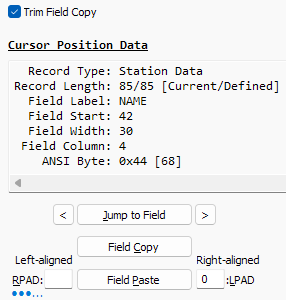 Trim Field Copy
Cursor Position Data
Record Type: Station Data
Record Length: 85/85 [Current/Defined]
Field Label: NAME
Field Start: 42
Field Width: 30
Field Column: 4
ANSI Byte: 0x44 [68]
< Jump to Field >
Field Copy
Left-aligned Right-aligned
RPAD: Field Paste 0 :LPAD